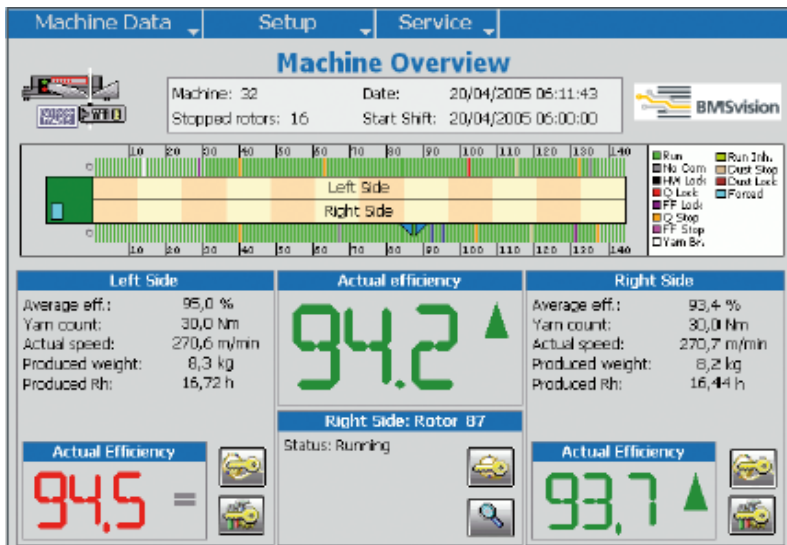 Machine Data Setup Service
Machine Overview
Machine: 32 Date: 20/04/2005 06:11:43
Stopped rotors: 16 Start Shift: 20/04/2005 06:00:00
BMSvision
10 20 30 40 50 60 70 80 90 100 110 120 130 140
Left Side
Right Side
10 20 30 40 50 60 70 80 90 100 110 120 130 140
Run Run Inh.
No Com Dust Stop
HW Lock Dust Lock
Q Lock Forced
FF Lock
Q Stop
FF Stop
Yarn Br.
Left Side
Average eff.: 95,0 %
Yarn count: 30,0 Nm
Actual speed: 270,6 m/min
Produced weight: 8,3 kg
Produced Rh: 16,72 h
Actual Efficiency
94,5 =
Actual efficiency
94.2
Right Side: Rotor 87
Status: Running
Right Side
Average eff.: 93,4 %
Yarn count: 30,0 Nm
Actual speed: 270,7 m/min
Produced weight: 8,2 kg
Produced Rh: 16,44 h
Actual Efficiency
93,7